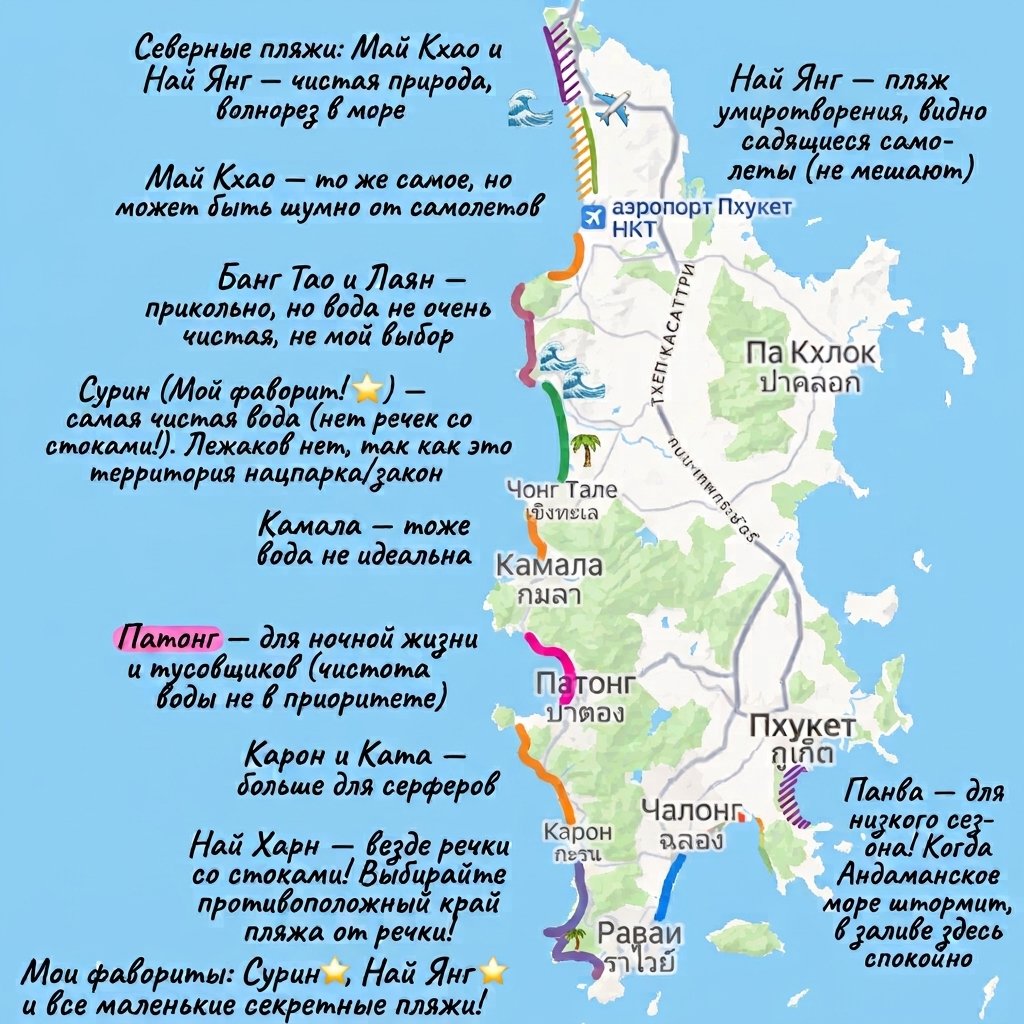 Северные пляжи: Май Кхао и
Най Янг — чистая природа,
волнорез в море
Най Янг — пляж
умиротворения, видно
садящиеся само-
леты (не мешают)
Май Кхао — то же самое, но
может быть шумно от самолетов
аэропорт Пхукет
HKT
Банг Тао и Лаян —
прикольно, но вода не очень
чистая, не мой выбор
ТХЕП КАСАТТРИ
Па Кхлок
ป่าคลอก
Сурин (Мой фаворит!⭐) —
самая чистая вода (нет речек со
стоками!). Лежаков нет, так как это
территория нацпарка/закон
Чонг Тале
เชิงทะเล
Камала — тоже
вода не идеальна
Камала
กมลา
Патонг — для ночной жизни
и тусовщиков (чистота
воды не в приоритете)
Патонг
ป่าตอง
Пхукет
ภูเก็ต
Карон и Ката —
больше для серферов
Чалонг
ฉลอง
Карон
กะรน
Панва — для
низкого сез-
она! Когда
Андаманское
море штормит,
в заливе здесь
спокойно
Най Харн — везде речки
со стоками! Выбирайте
противоположный край
пляжа от речки!
Раваи
ราไวย์
Мои фавориты: Сурин⭐, Най Янг⭐
и все маленькие секретные пляжи!